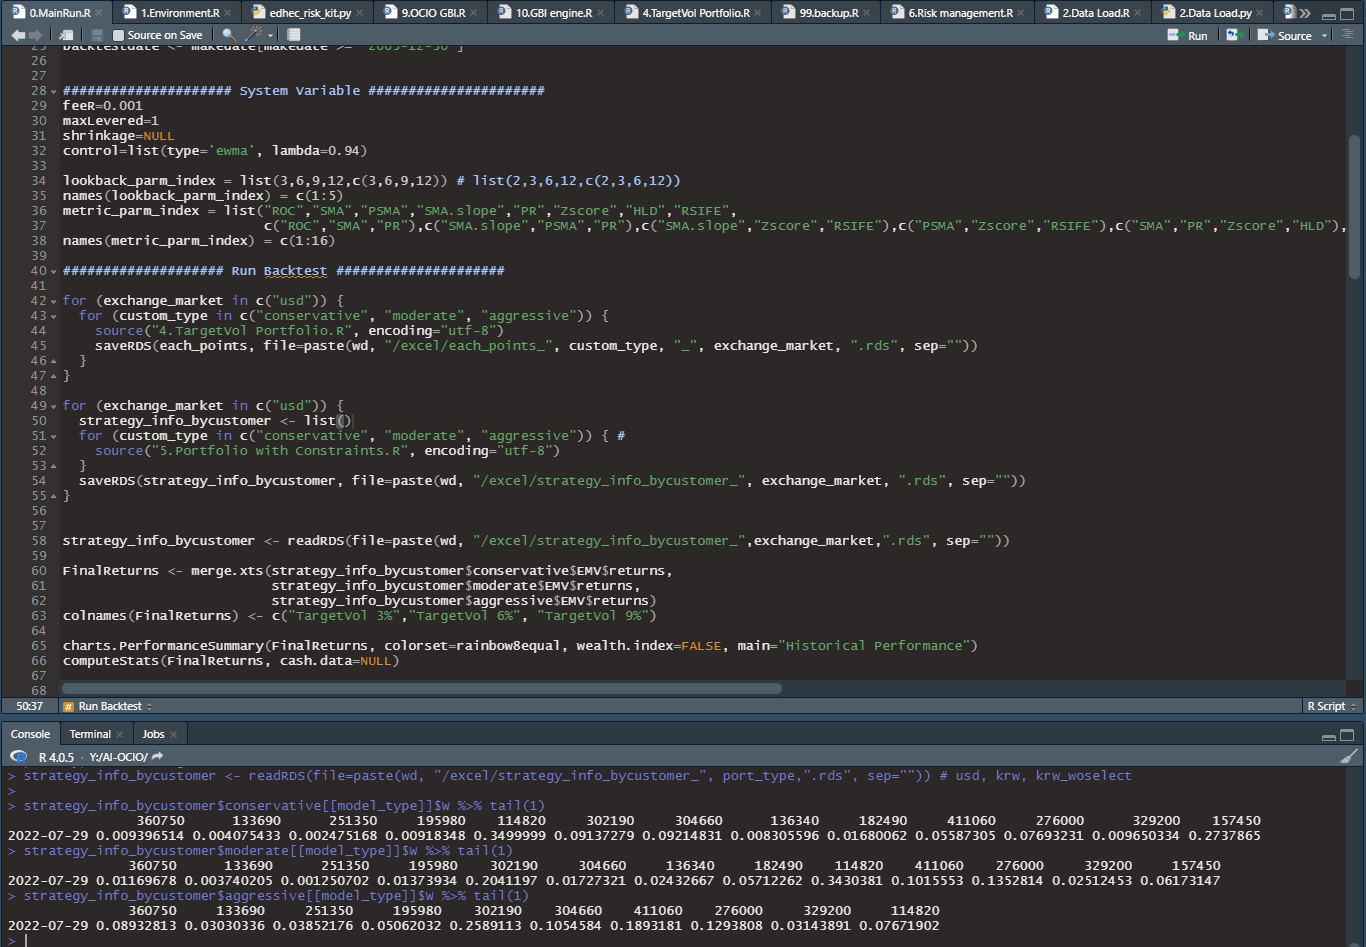 0.MainRun.R 1.Environment.R edhec_risk_kit.py 9.OCIO GBI.R 10.GBI engine.R 4.TargetVol Portfolio.R 99.backup.R 6.Risk management.R 2.Data Load.R 2.Data Load.py
Source on Save Run Source
25 backtestdate <- makedate[makedate >= "2005-12-30"]
26
27
28 ##################### System Variable ######################
29 feeR=0.001
30 maxLevered=1
31 shrinkage=NULL
32 control=list(type='ewma', lambda=0.94)
33
34 lookback_parm_index = list(3,6,9,12,c(3,6,9,12)) # list(2,3,6,12,c(2,3,6,12))
35 names(lookback_parm_index) = c(1:5)
36 metric_parm_index = list("ROC","SMA","PSMA","SMA.slope","PR","Zscore","HLD","RSIFE",
37 c("ROC","SMA","PR"),c("SMA.slope","PSMA","PR"),c("SMA.slope","Zscore","RSIFE"),c("PSMA","Zscore","RSIFE"),c("SMA","PR","Zscore","HLD"),
38 names(metric_parm_index) = c(1:16)
39
40 #################### Run Backtest #####################
41
42 for (exchange_market in c("usd")) {
43 for (custom_type in c("conservative", "moderate", "aggressive")) {
44 source("4.TargetVol Portfolio.R", encoding="utf-8")
45 saveRDS(each_points, file=paste(wd, "/excel/each_points_", custom_type, "_", exchange_market, ".rds", sep=""))
46 }
47 }
48
49 for (exchange_market in c("usd")) {
50 strategy_info_bycustomer <- list()
51 for (custom_type in c("conservative", "moderate", "aggressive")) { #
52 source("5.Portfolio with Constraints.R", encoding="utf-8")
53 }
54 saveRDS(strategy_info_bycustomer, file=paste(wd, "/excel/strategy_info_bycustomer_", exchange_market, ".rds", sep=""))
55 }
56
57
58 strategy_info_bycustomer <- readRDS(file=paste(wd, "/excel/strategy_info_bycustomer_",exchange_market,".rds", sep=""))
59
60 FinalReturns <- merge.xts(strategy_info_bycustomer$conservative$EMV$returns,
61 strategy_info_bycustomer$moderate$EMV$returns,
62 strategy_info_bycustomer$aggressive$EMV$returns)
63 colnames(FinalReturns) <- c("TargetVol 3%","TargetVol 6%", "TargetVol 9%")
64
65 charts.PerformanceSummary(FinalReturns, colorset=rainbow8equal, wealth.index=FALSE, main="Historical Performance")
66 computeStats(FinalReturns, cash.data=NULL)
67
68
50:37 # Run Backtest R Script
Console Terminal Jobs
R 4.0.5 · Y:/AI-OCIO/
> strategy_info_bycustomer <- readRDS(file=paste(wd, "/excel/strategy_info_bycustomer_", port_type,".rds", sep="")) # usd, krw, krw_woselect
>
> strategy_info_bycustomer$conservative[[model_type]]$W %>% tail(1)
360750 133690 251350 195980 114820 302190 304660 136340 182490 411060 276000 329200 157450
2022-07-29 0.009396514 0.004075433 0.002475168 0.00918348 0.3499999 0.09137279 0.09214831 0.008305596 0.01680062 0.05587305 0.07693231 0.009650334 0.2737865
> strategy_info_bycustomer$moderate[[model_type]]$W %>% tail(1)
360750 133690 251350 195980 302190 304660 136340 182490 114820 411060 276000 329200 157450
2022-07-29 0.01169678 0.003740205 0.001250702 0.01373934 0.2041197 0.01727321 0.02432667 0.05712262 0.3430381 0.1015553 0.1352814 0.02512453 0.06173147
> strategy_info_bycustomer$aggressive[[model_type]]$W %>% tail(1)
360750 133690 251350 195980 302190 304660 411060 276000 329200 114820
2022-07-29 0.08932813 0.03030336 0.03852176 0.05062032 0.2589113 0.1054584 0.1893181 0.1293808 0.03143891 0.07671902
>